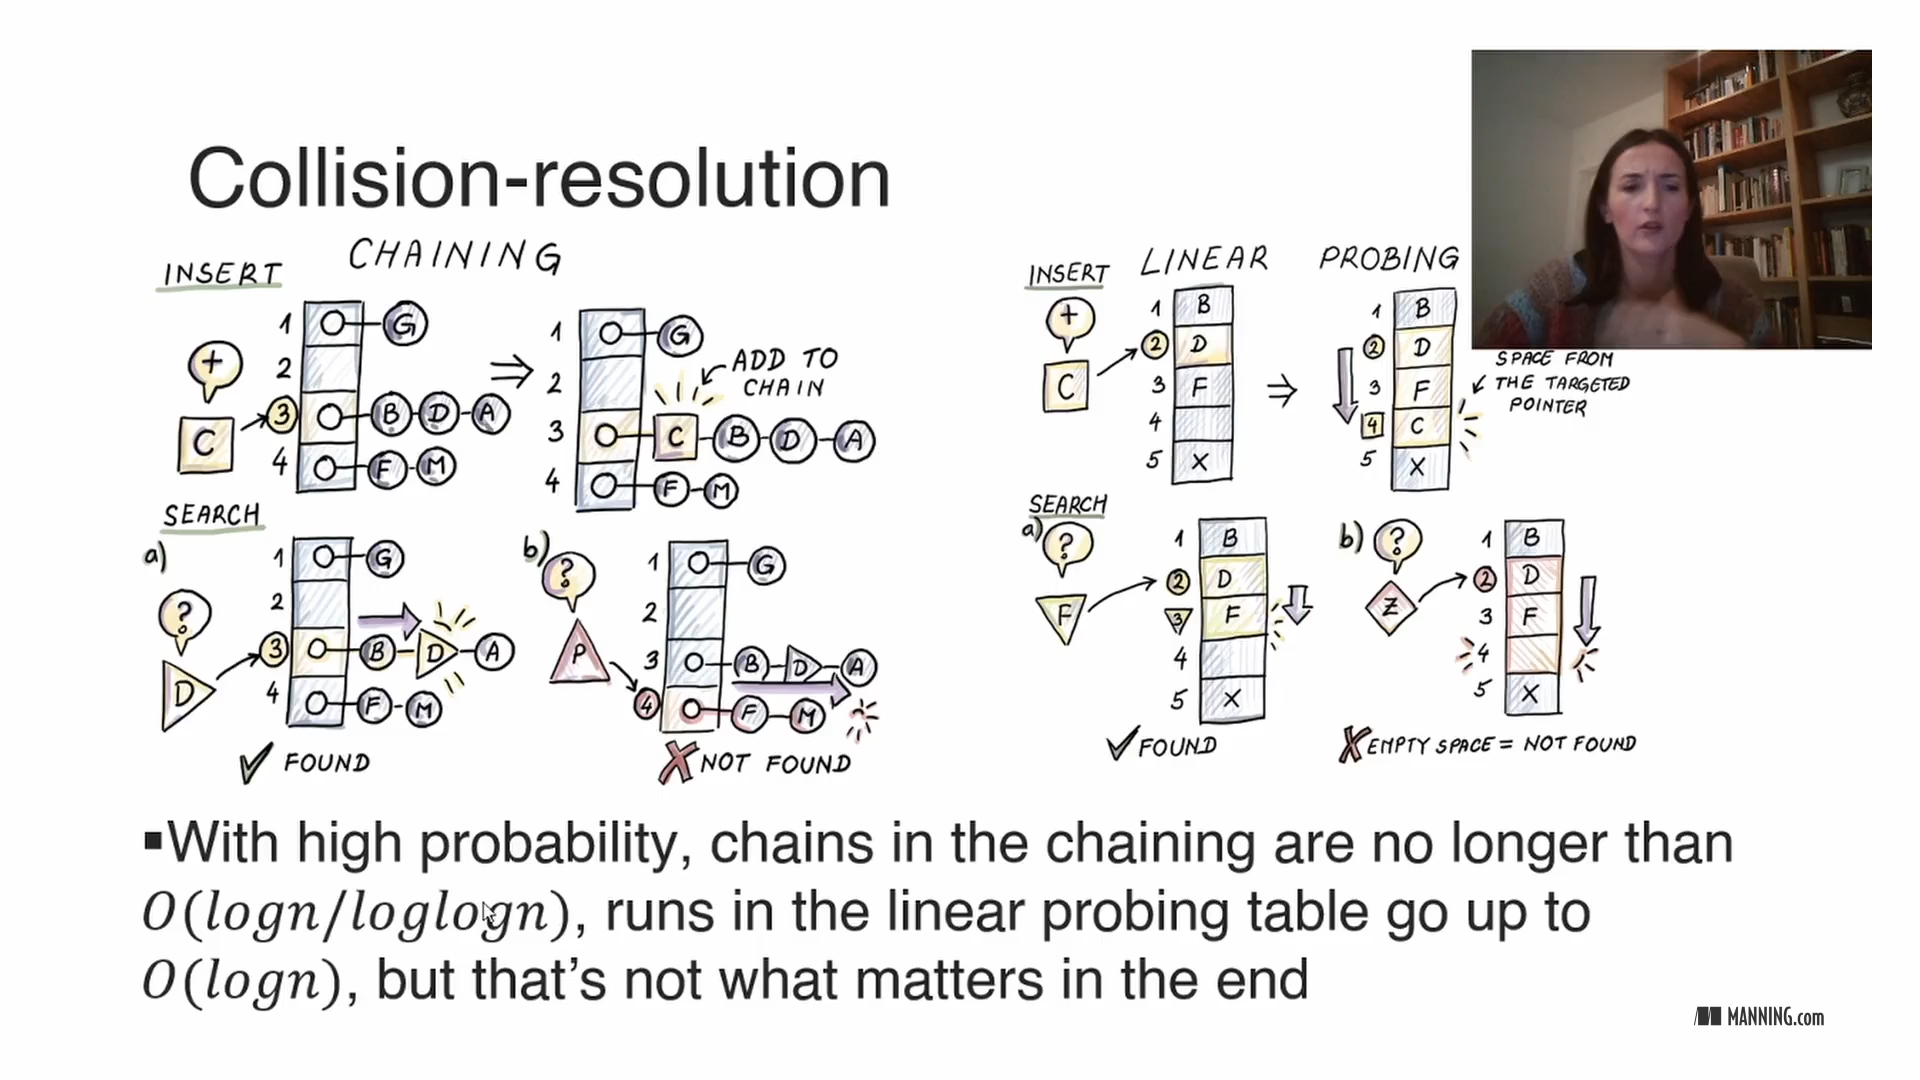 Collision-resolution
CHAINING
INSERT
+
C
1
2
3
4
G
B D A
F M
⇒
1
2
3
4
G
ADD TO
CHAIN
C B D A
F M
SEARCH
a)
?
D
1
2
3
4
G
B D A
F M
✓ FOUND
b)
?
P
1
2
3
4
G
B D A
F M
X NOT FOUND
LINEAR PROBING
INSERT
+
C
1 B
2 D
3 F
4
5 X
⇒
1 B
2 D
3 F
4 C
5 X
SPACE FROM
THE TARGETED
POINTER
SEARCH
a)
?
F
1 B
2 D
3 F
4
5 X
✓ FOUND
b)
?
Z
1 B
2 D
3 F
4
5 X
X EMPTY SPACE = NOT FOUND
▪With high probability, chains in the chaining are no longer than
O(logn/loglogn), runs in the linear probing table go up to
O(logn), but that’s not what matters in the end
MANNING.com